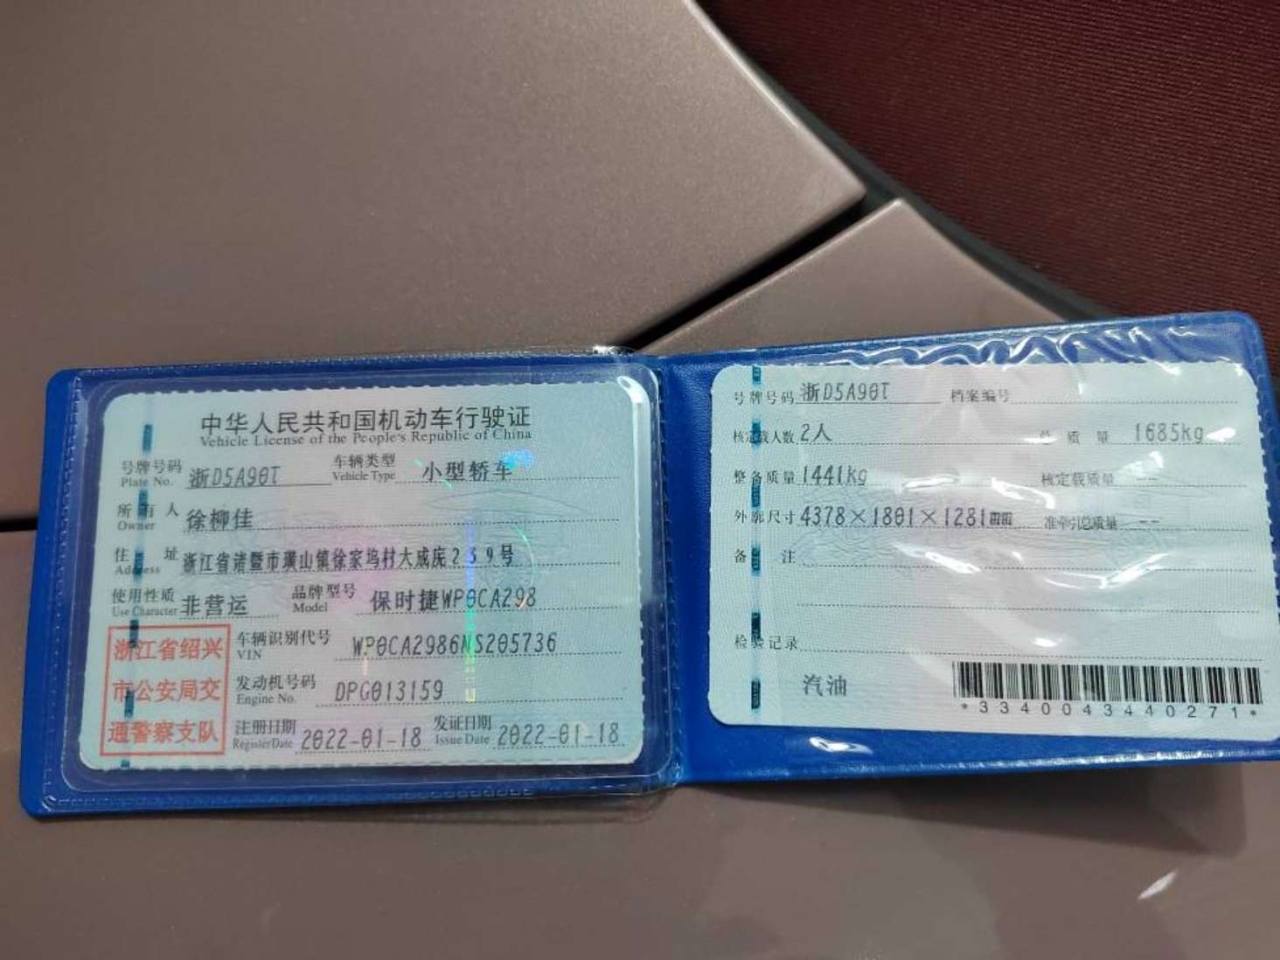 中华人民共和国机动车行驶证
Vehicle License of the People's Republic of China
号牌号码 浙D5A90T 车辆类型 小型轿车
Plate No. Vehicle Type
所有人 徐柳佳
Owner
住址 浙江省诸暨市璜山镇徐家坞村大成庑239号
Address
使用性质 非营运 品牌型号 保时捷WP0CA298
Use Character Model
浙江省绍兴
市公安局交
通警察支队
车辆识别代号 WP0CA2986NS205736
VIN
发动机号码 DPG013159
Engine No.
注册日期 2022-01-18 发证日期 2022-01-18
Register Date Issue Date
号牌号码 浙D5A90T 档案编号
核定载人数 2人 总质量 1685kg
整备质量 1441kg 核定载质量 --
外廓尺寸 4378×1801×1281mm 准牵引总质量 --
备注
检验记录
汽油
*3340043440271*